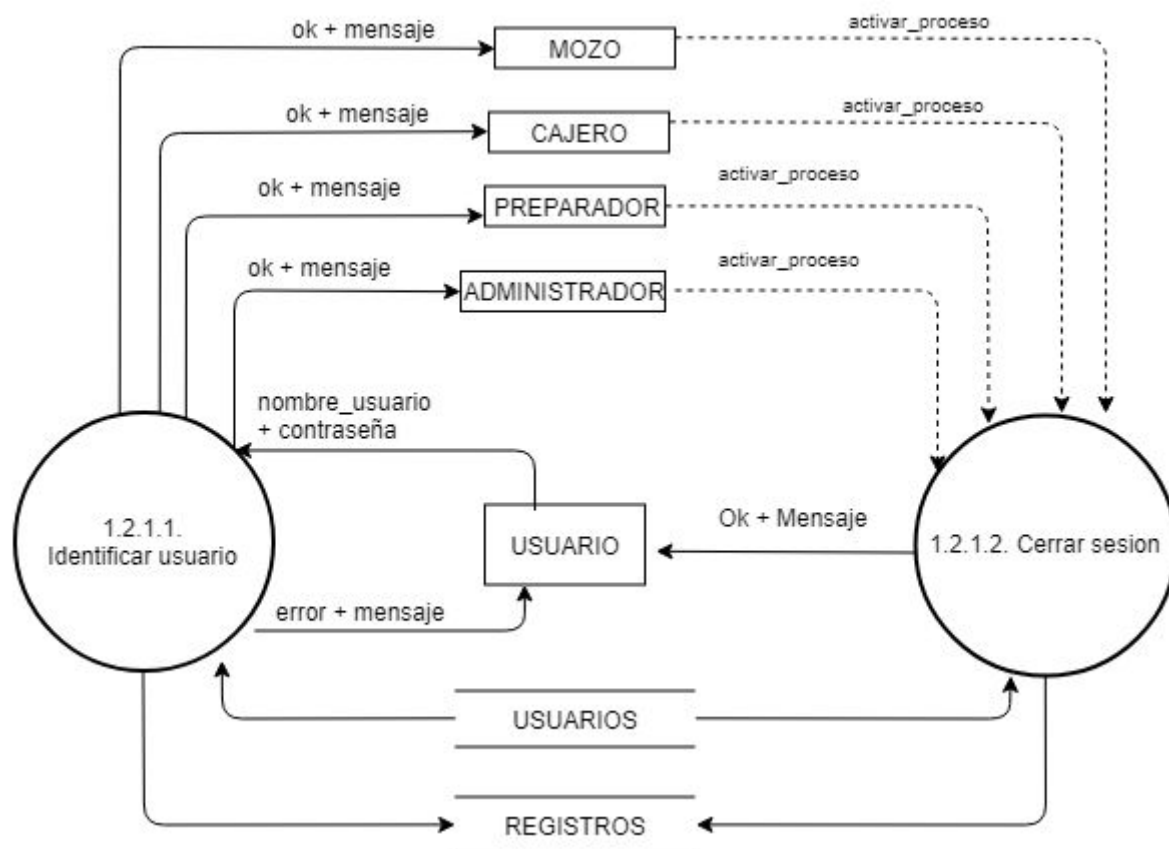 ok + mensaje
MOZO
activar_proceso
ok + mensaje
CAJERO
activar_proceso
ok + mensaje
PREPARADOR
activar_proceso
ok + mensaje
ADMINISTRADOR
activar_proceso
nombre_usuario
+ contraseña
1.2.1.1.
Identificar usuario
USUARIO
Ok + Mensaje
1.2.1.2. Cerrar sesion
error + mensaje
USUARIOS
REGISTROS